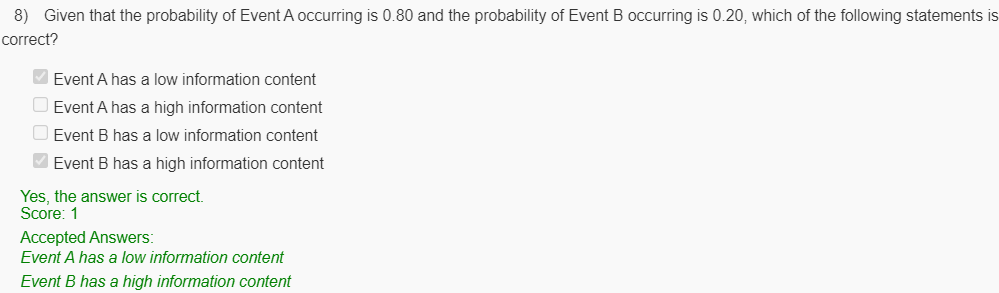 8) Given that the probability of Event A occurring is 0.80 and the probability of Event B occurring is 0.20, which of the following statements is
correct?
Event A has a low information content
Event A has a high information content
Event B has a low information content
Event B has a high information content
Yes, the answer is correct.
Score: 1
Accepted Answers:
Event A has a low information content
Event B has a high information content